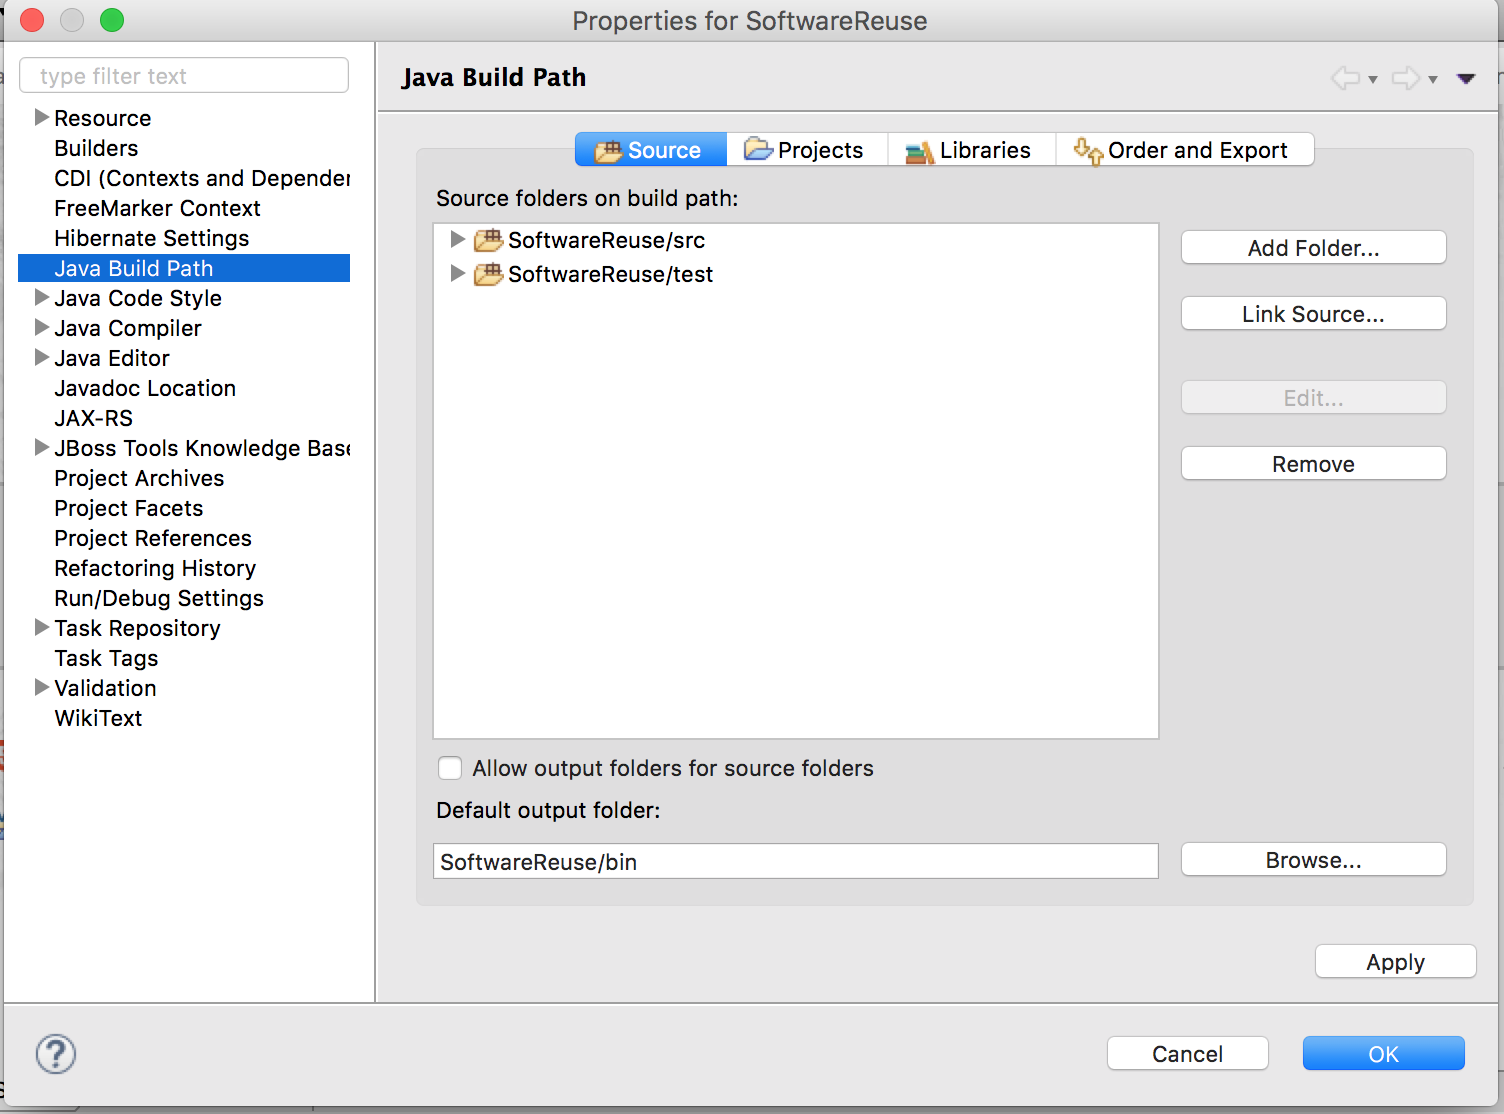 Properties for SoftwareReuse
type filter text
Resource
Builders
CDI (Contexts and Depender
FreeMarker Context
Hibernate Settings
Java Build Path
Java Code Style
Java Compiler
Java Editor
Javadoc Location
JAX-RS
JBoss Tools Knowledge Base
Project Archives
Project Facets
Project References
Refactoring History
Run/Debug Settings
Task Repository
Task Tags
Validation
WikiText
Java Build Path
Source Projects Libraries Order and Export
Source folders on build path:
SoftwareReuse/src
SoftwareReuse/test
Add Folder...
Link Source...
Edit...
Remove
Allow output folders for source folders
Default output folder:
SoftwareReuse/bin
Browse...
Apply
?
Cancel
OK